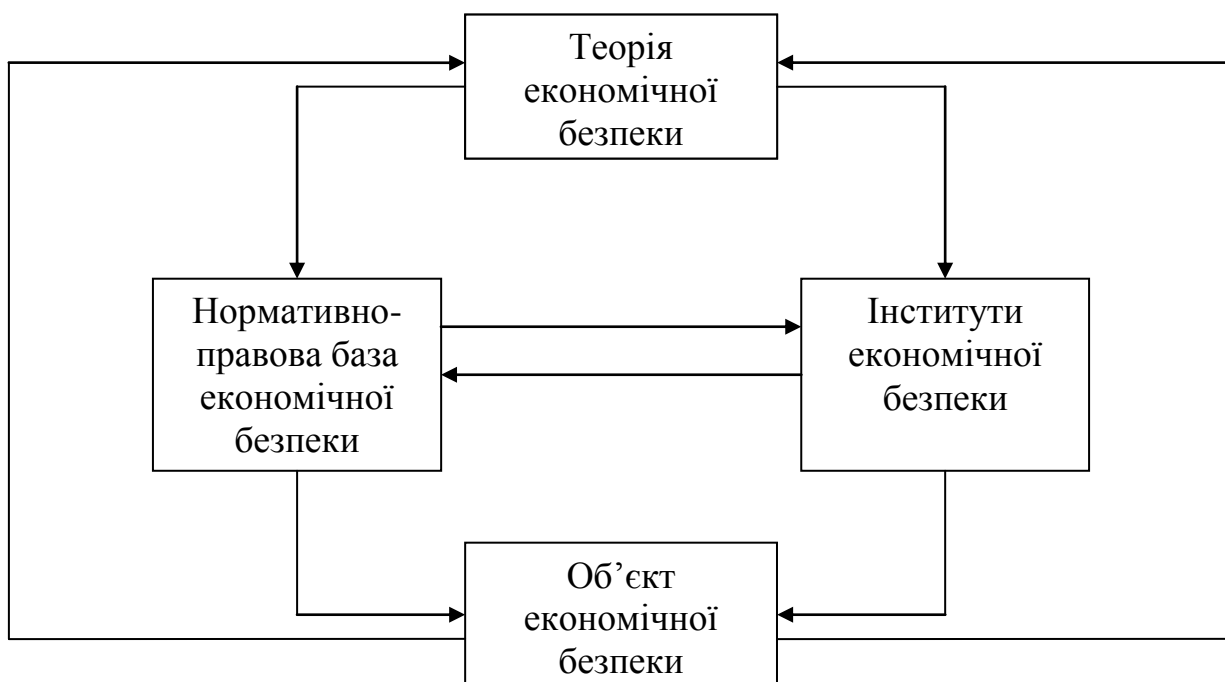 Теорія
економічної
безпеки
Нормативно-
правова база
економічної
безпеки
Інститути
економічної
безпеки
Об’єкт
економічної
безпеки